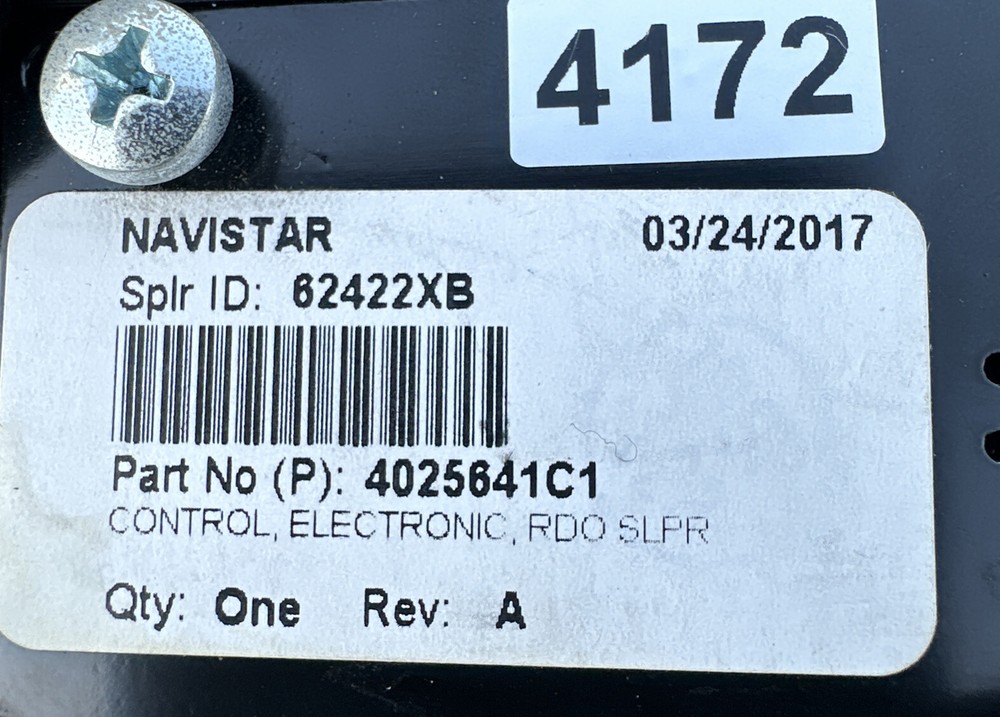 4172
NAVISTAR 03/24/2017
Splr ID: 62422XB
Part No (P): 4025641C1
CONTROL, ELECTRONIC, RDO SLPR
Qty: One Rev: A